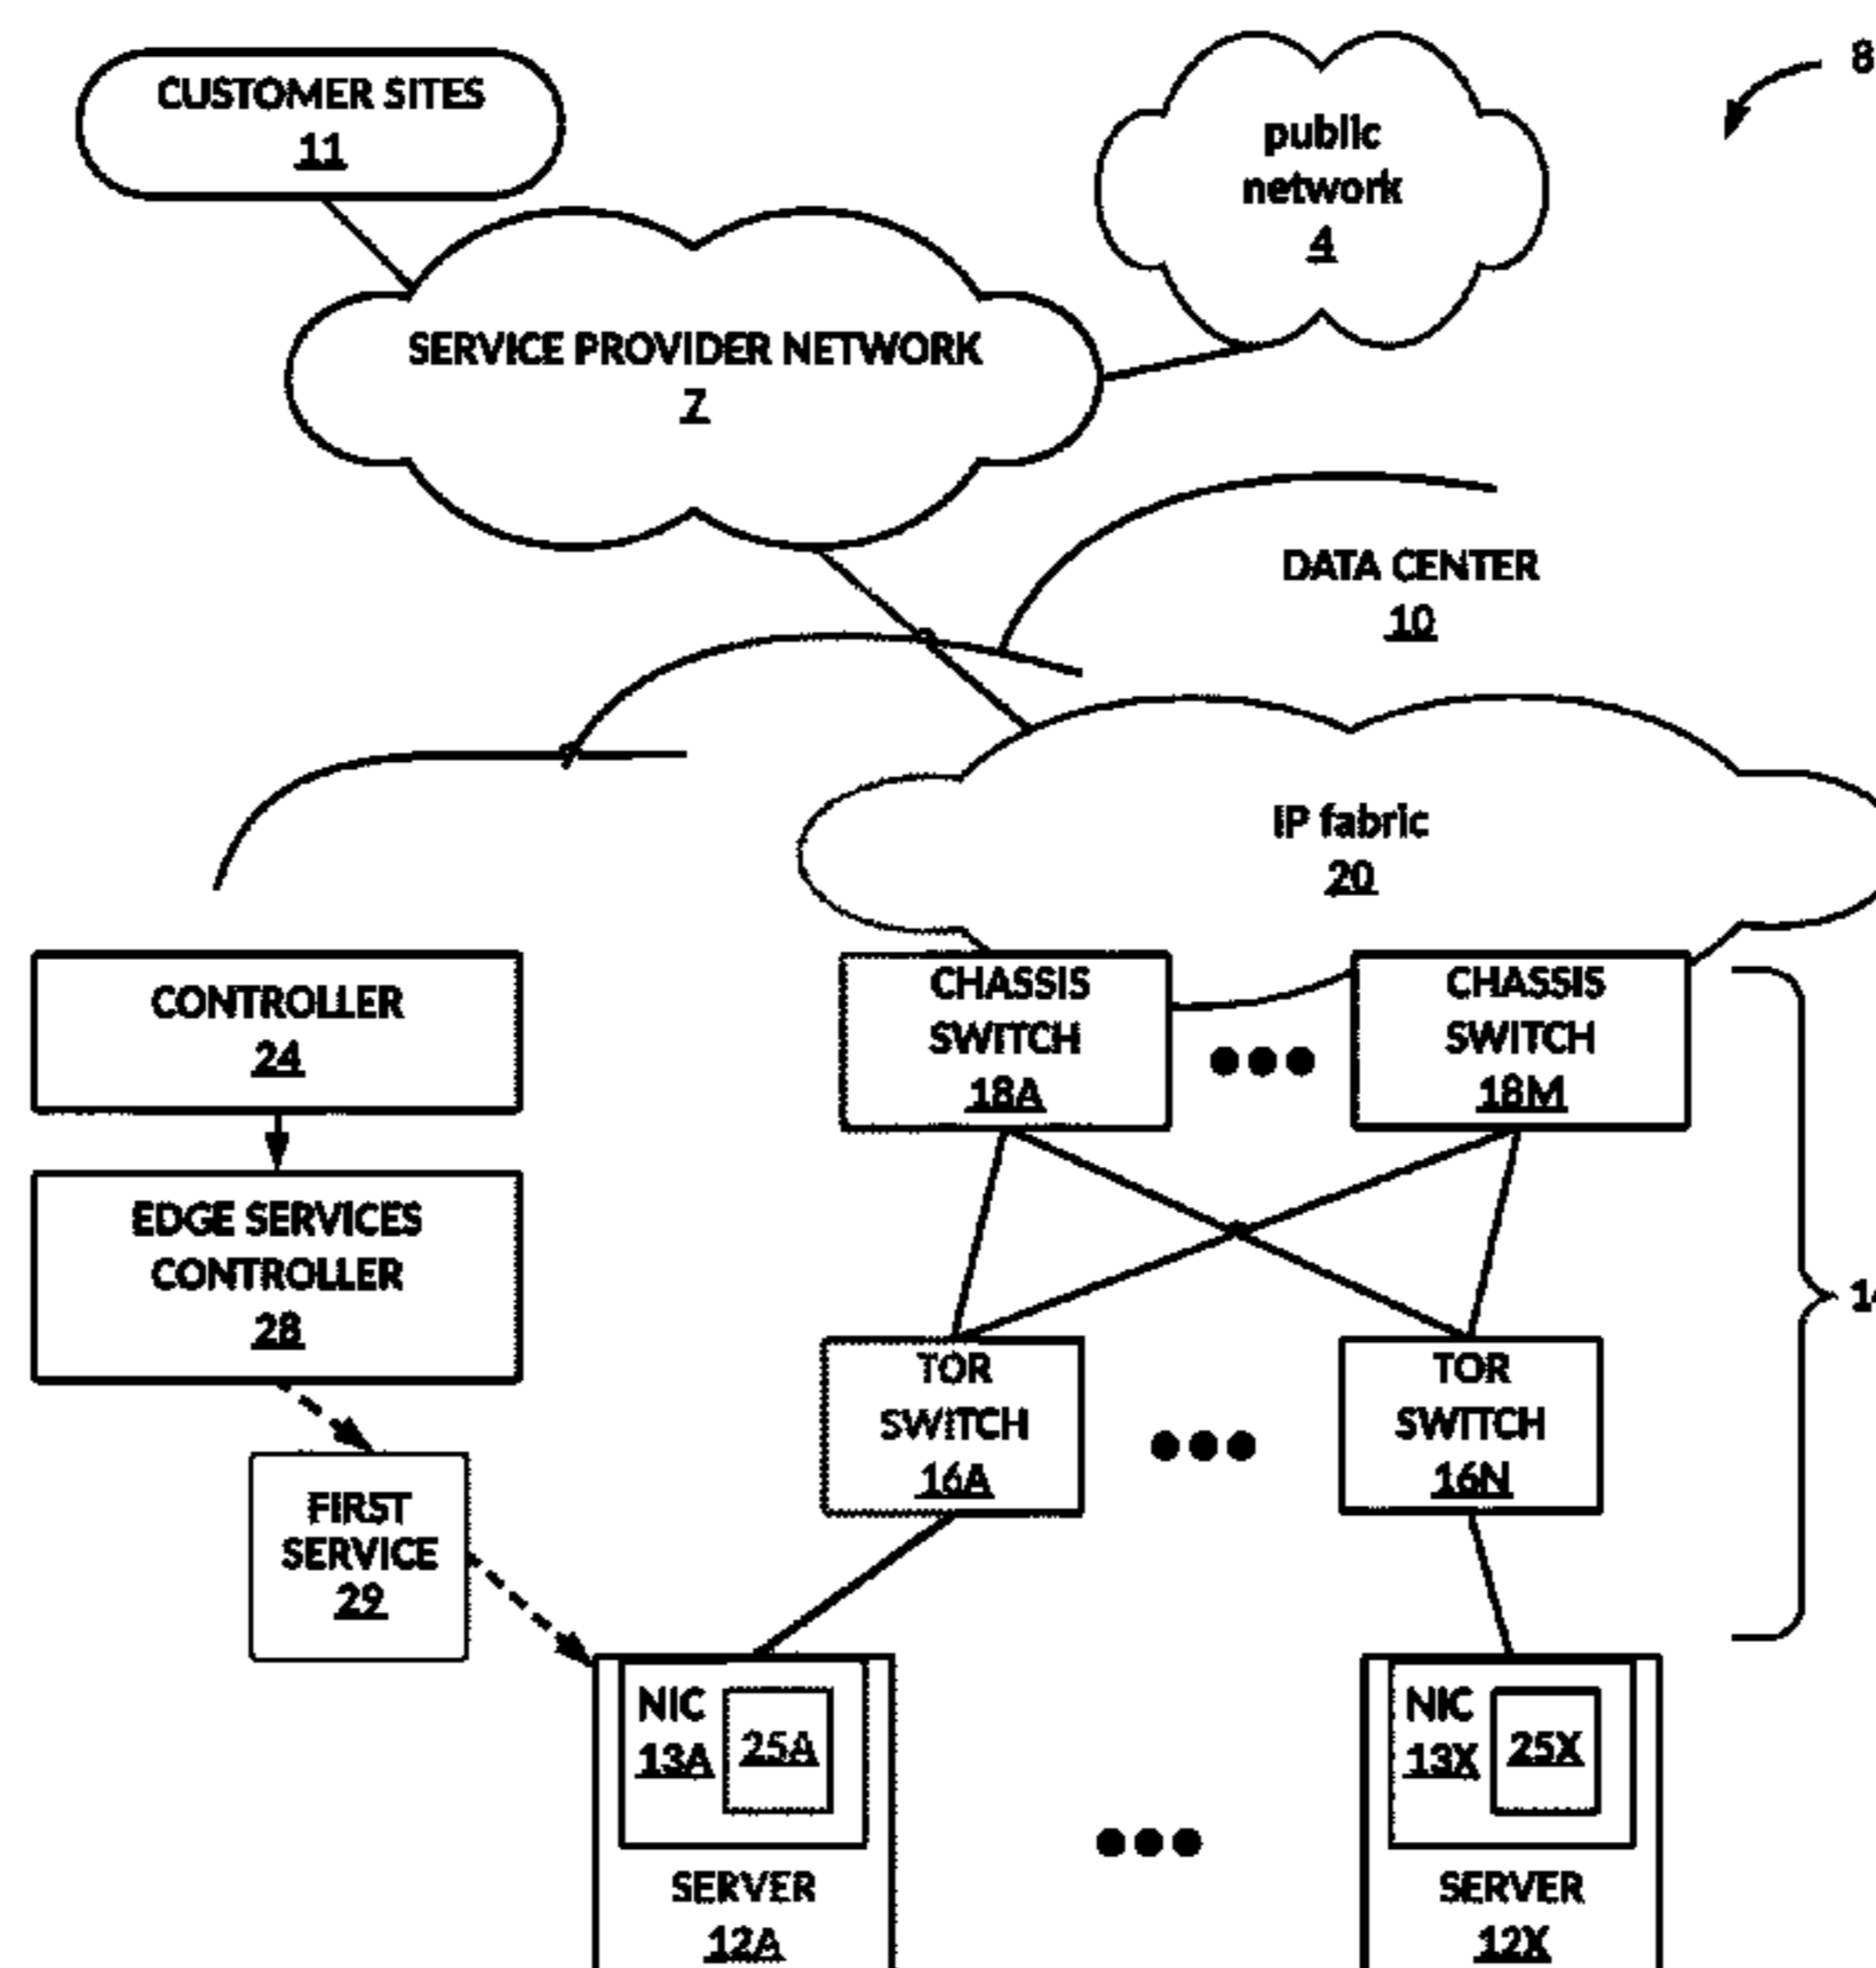 CUSTOMER SITES
11
public
network
4
8
SERVICE PROVIDER NETWORK
7
DATA CENTER
10
IP fabric
20
CONTROLLER
24
CHASSIS
SWITCH
18A
CHASSIS
SWITCH
18M
EDGE SERVICES
CONTROLLER
28
TOR
SWITCH
16A
TOR
SWITCH
16N
FIRST
SERVICE
29
NIC
13A
25A
NIC
13X
25X
SERVER
12A
SERVER
12X